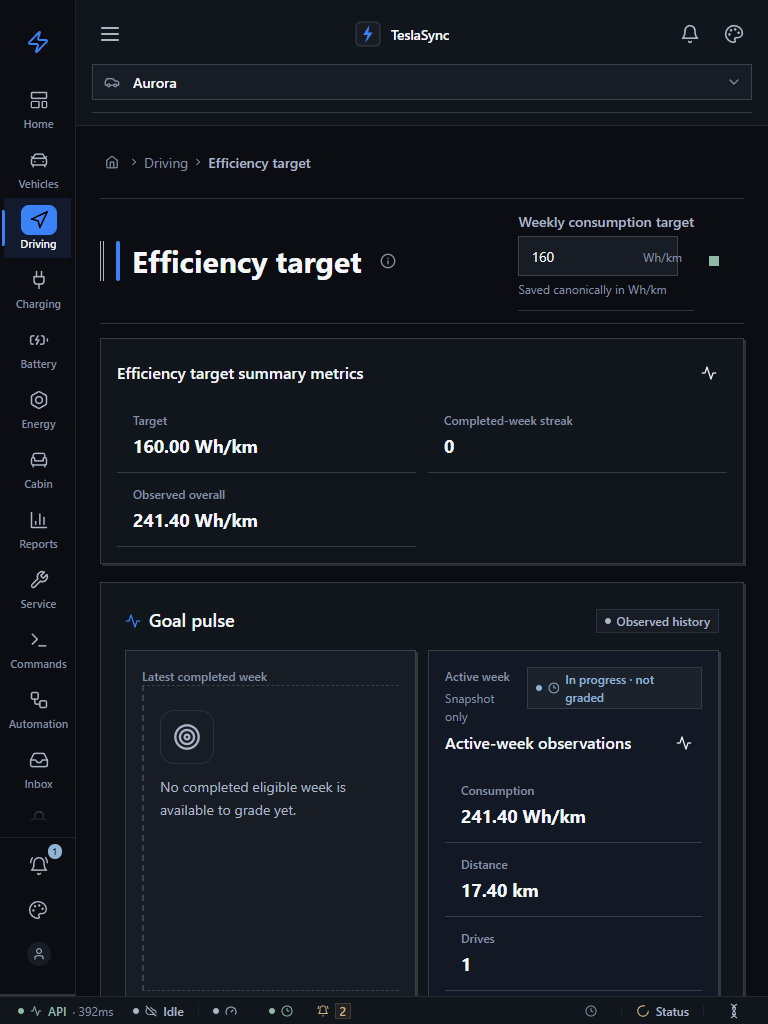 TeslaSync
Aurora
Home
Vehicles
Driving
Charging
Battery
Energy
Cabin
Reports
Service
Commands
Automation
Inbox
1
Driving
Efficiency target
Efficiency target
Weekly consumption target
160 Wh/km
Saved canonically in Wh/km
Efficiency target summary metrics
Target
160.00 Wh/km
Completed-week streak
0
Observed overall
241.40 Wh/km
Goal pulse
Observed history
Latest completed week
No completed eligible week is
available to grade yet.
Active week
Snapshot
only
In progress · not
graded
Active-week observations
Consumption
241.40 Wh/km
Distance
17.40 km
Drives
1
API · 392ms
Idle
2
Status